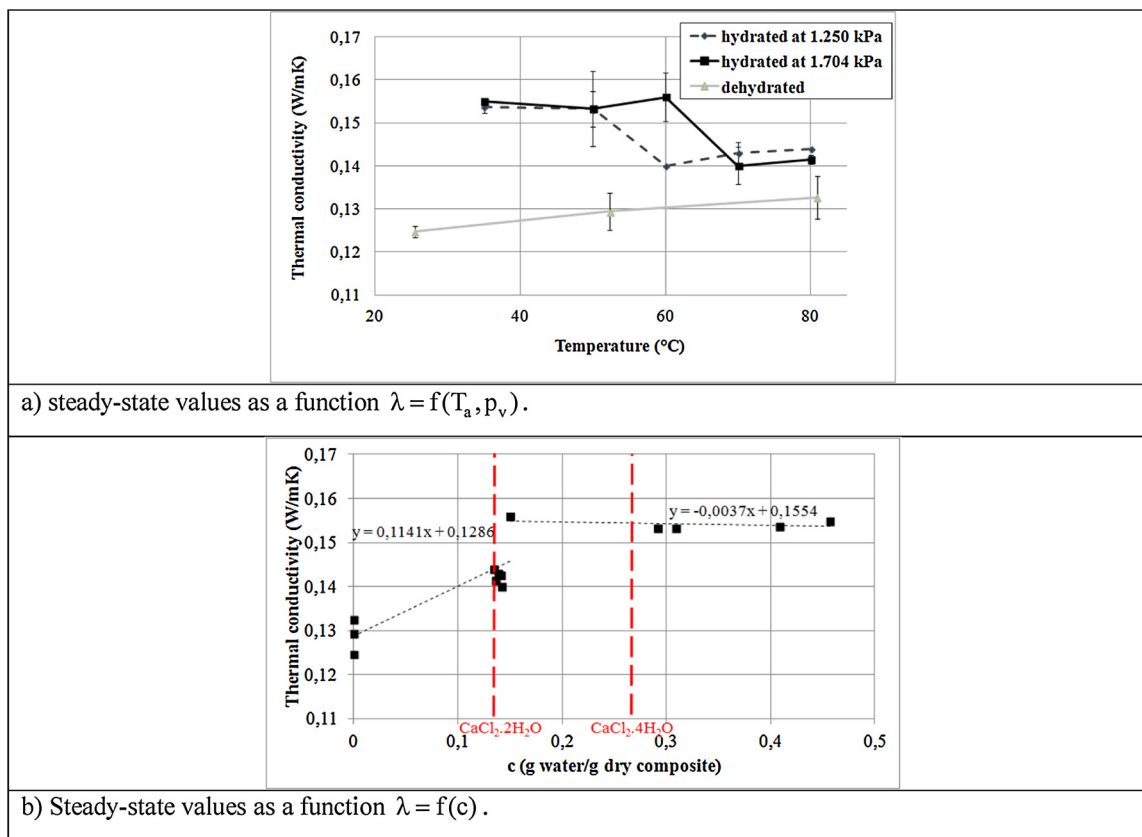 0,17
0,16
0,15
0,14
0,13
0,12
0,11
Thermal conductivity (W/mK)
hydrated at 1.250 kPa
hydrated at 1.704 kPa
dehydrated
20 40 60 80
Temperature (°C)
a) steady-state values as a function λ = f(Tₐ, pᵥ).
0,17
0,16
0,15
0,14
0,13
0,12
0,11
Thermal conductivity (W/mK)
y = 0,1141x + 0,1286
y = -0,0037x + 0,1554
CaCl₂.2H₂O
CaCl₂.4H₂O
0 0,1 0,2 0,3 0,4 0,5
c (g water/g dry composite)
b) Steady-state values as a function λ = f(c).